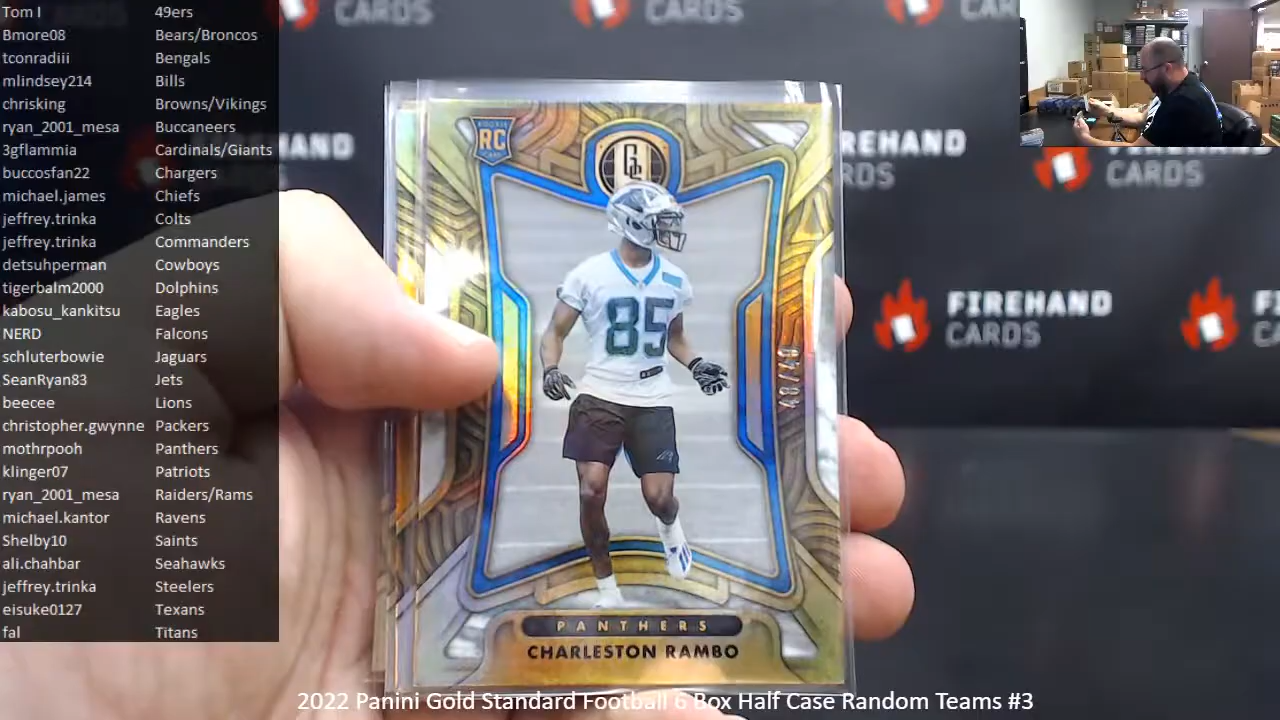 Tom I 49ers
Bmore08 Bears/Broncos
tconradiii Bengals
mlindsey214 Bills
chrisking Browns/Vikings
ryan_2001_mesa Buccaneers
3gflammia Cardinals/Giants
buccosfan22 Chargers
michael.james Chiefs
jeffrey.trinka Colts
jeffrey.trinka Commanders
detsuhperman Cowboys
tigerbalm2000 Dolphins
kabosu_kankitsu Eagles
NERD Falcons
schluterbowie Jaguars
SeanRyan83 Jets
beecee Lions
christopher.gwynne Packers
mothrpooh Panthers
klinger07 Patriots
ryan_2001_mesa Raiders/Rams
michael.kantor Ravens
Shelby10 Saints
ali.chahbar Seahawks
jeffrey.trinka Steelers
eisuke0127 Texans
fal Titans
CARDS
CARDS
CARDS
RC
GS
85
PANTHERS
CHARLESTON RAMBO
FIREHAND
CARDS
CARDS
2022 Panini Gold Standard Football 6 Box Half Case Random Teams #3